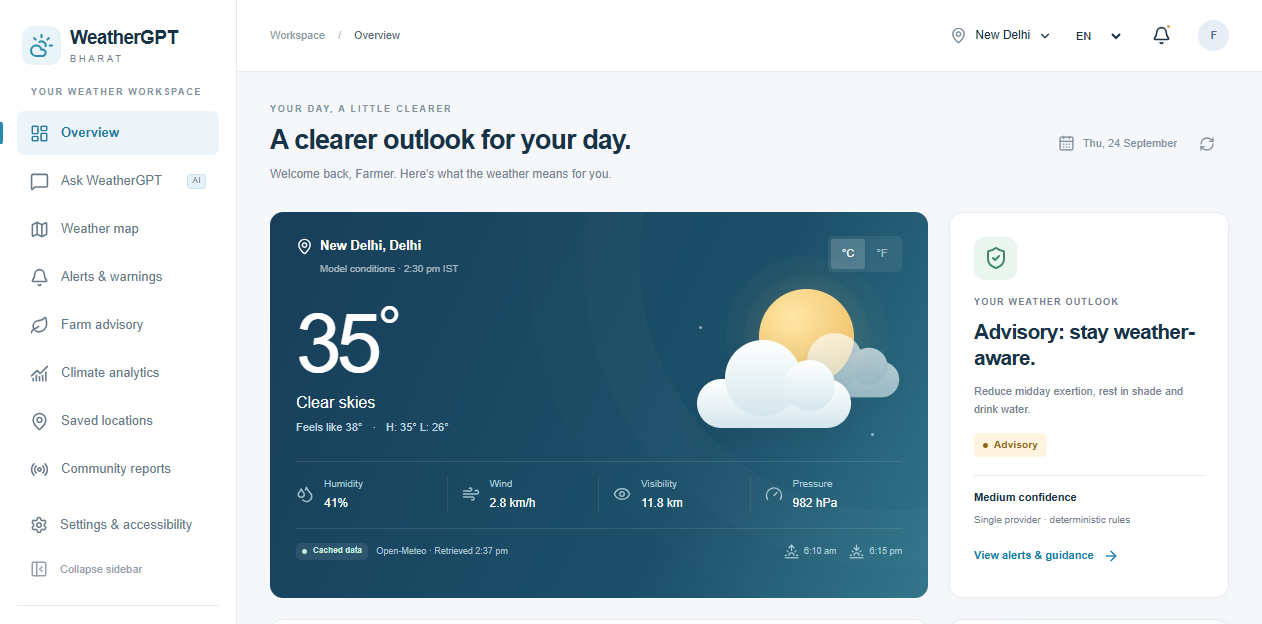 WeatherGPT
BHARAT
YOUR WEATHER WORKSPACE
Overview
Ask WeatherGPT AI
Weather map
Alerts & warnings
Farm advisory
Climate analytics
Saved locations
Community reports
Settings & accessibility
Collapse sidebar
Workspace / Overview
New Delhi EN F
YOUR DAY, A LITTLE CLEARER
A clearer outlook for your day.
Welcome back, Farmer. Here's what the weather means for you.
Thu, 24 September
New Delhi, Delhi
Model conditions · 2:30 pm IST
°C °F
35°
Clear skies
Feels like 38° · H: 35° L: 26°
Humidity
41%
Wind
2.8 km/h
Visibility
11.8 km
Pressure
982 hPa
Cached data Open-Meteo · Retrieved 2:37 pm
6:10 am 6:15 pm
YOUR WEATHER OUTLOOK
Advisory: stay weather-
aware.
Reduce midday exertion, rest in shade and
drink water.
Advisory
Medium confidence
Single provider · deterministic rules
View alerts & guidance